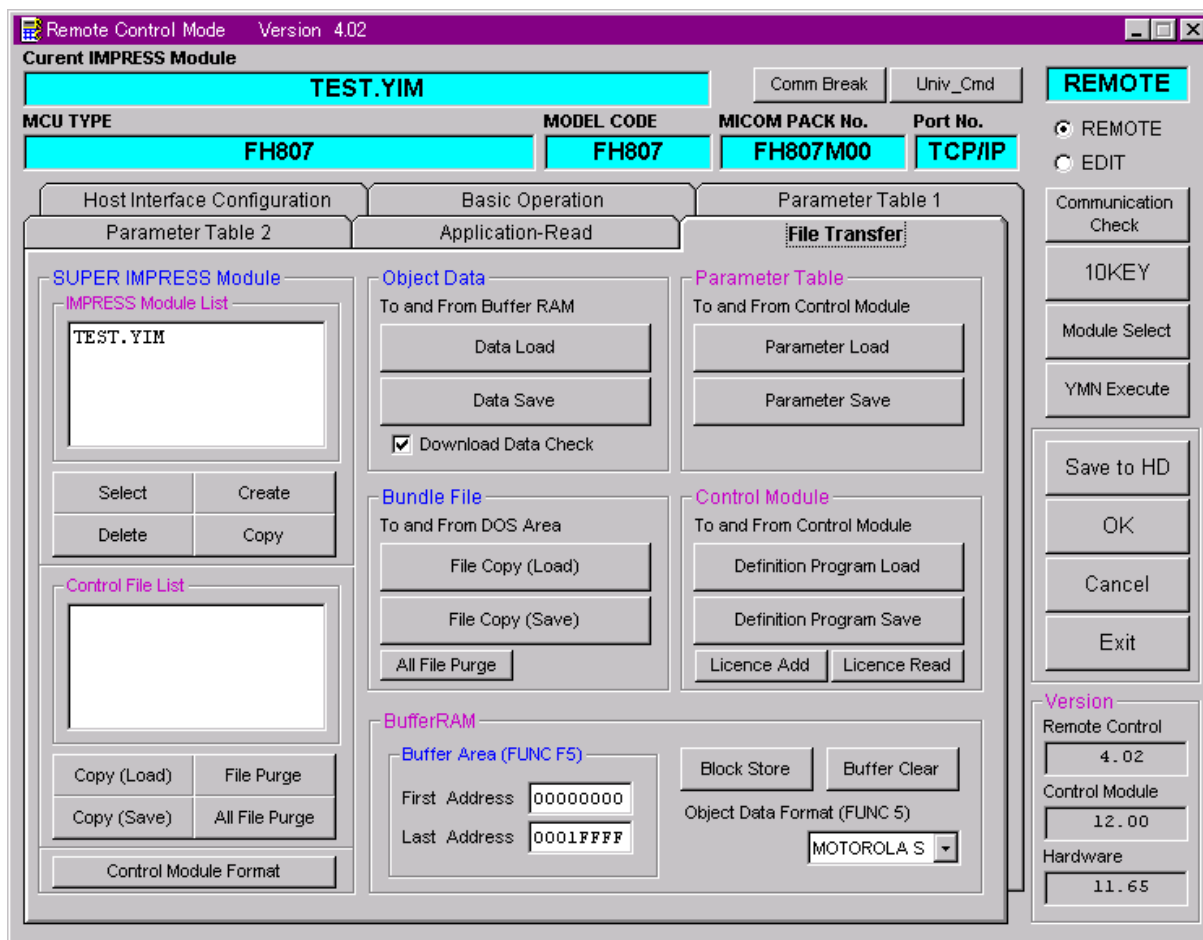 Remote Control Mode Version 4.02
Curent IMPRESS Module
TEST.YIM
Comm Break
Univ_Cmd
REMOTE
MCU TYPE
MODEL CODE
MICOM PACK No.
Port No.
FH807
FH807
FH807M00
TCP/IP
REMOTE
EDIT
Host Interface Configuration
Basic Operation
Parameter Table 1
Parameter Table 2
Application-Read
File Transfer
SUPER IMPRESS Module
IMPRESS Module List
TEST.YIM
Select
Create
Delete
Copy
Control File List
Copy (Load)
File Purge
Copy (Save)
All File Purge
Control Module Format
Object Data
To and From Buffer RAM
Data Load
Data Save
Download Data Check
Parameter Table
To and From Control Module
Parameter Load
Parameter Save
Bundle File
To and From DOS Area
File Copy (Load)
File Copy (Save)
All File Purge
Control Module
To and From Control Module
Definition Program Load
Definition Program Save
Licence Add
Licence Read
BufferRAM
Buffer Area (FUNC F5)
First Address 00000000
Last Address 0001FFFF
Block Store
Buffer Clear
Object Data Format (FUNC 5)
MOTOROLA S
Communication
Check
10KEY
Module Select
YMN Execute
Save to HD
OK
Cancel
Exit
Version
Remote Control
4.02
Control Module
12.00
Hardware
11.65